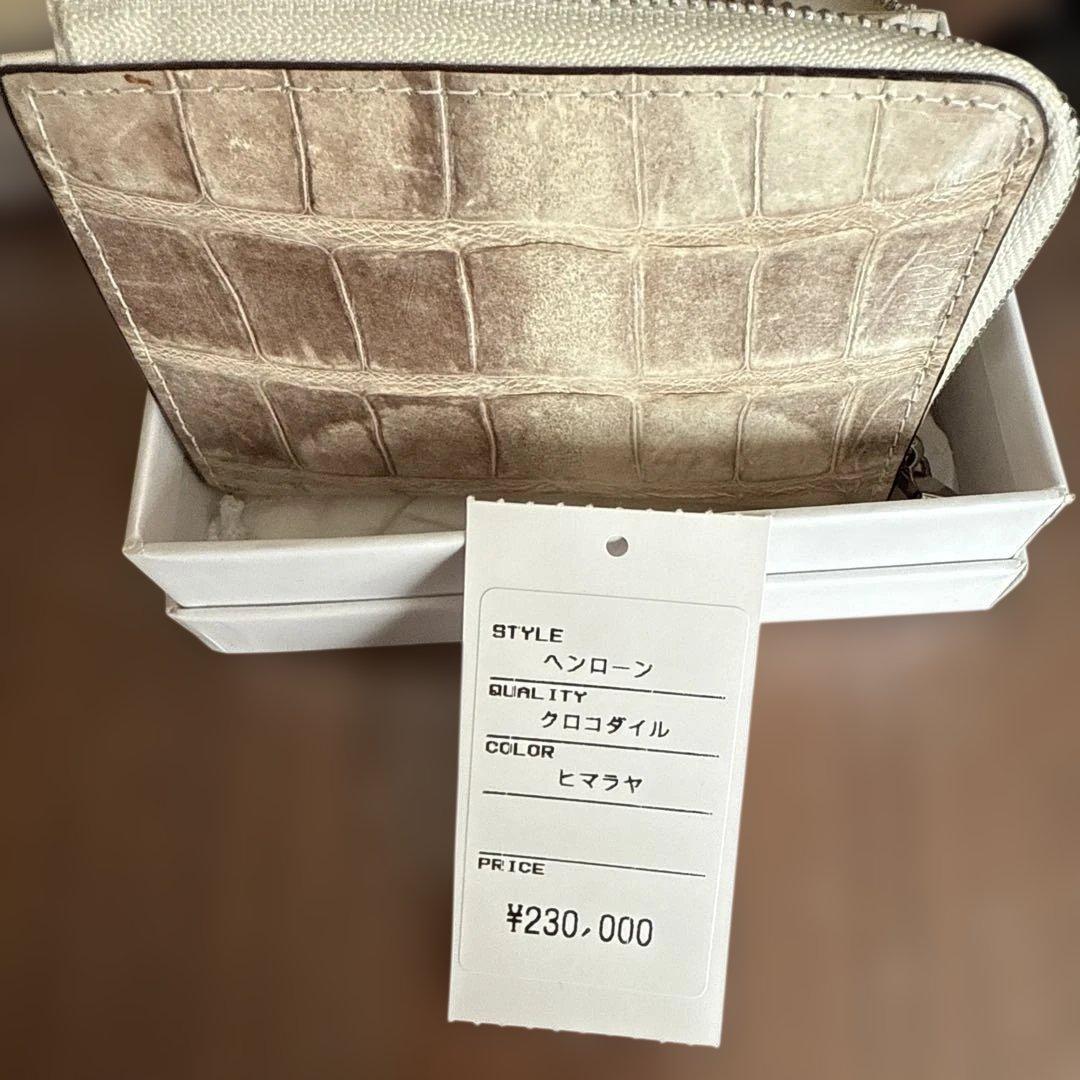 STYLE
ヘンローン
QUALITY
クロコダイル
COLOR
ヒマラヤ
PRICE
¥230,000